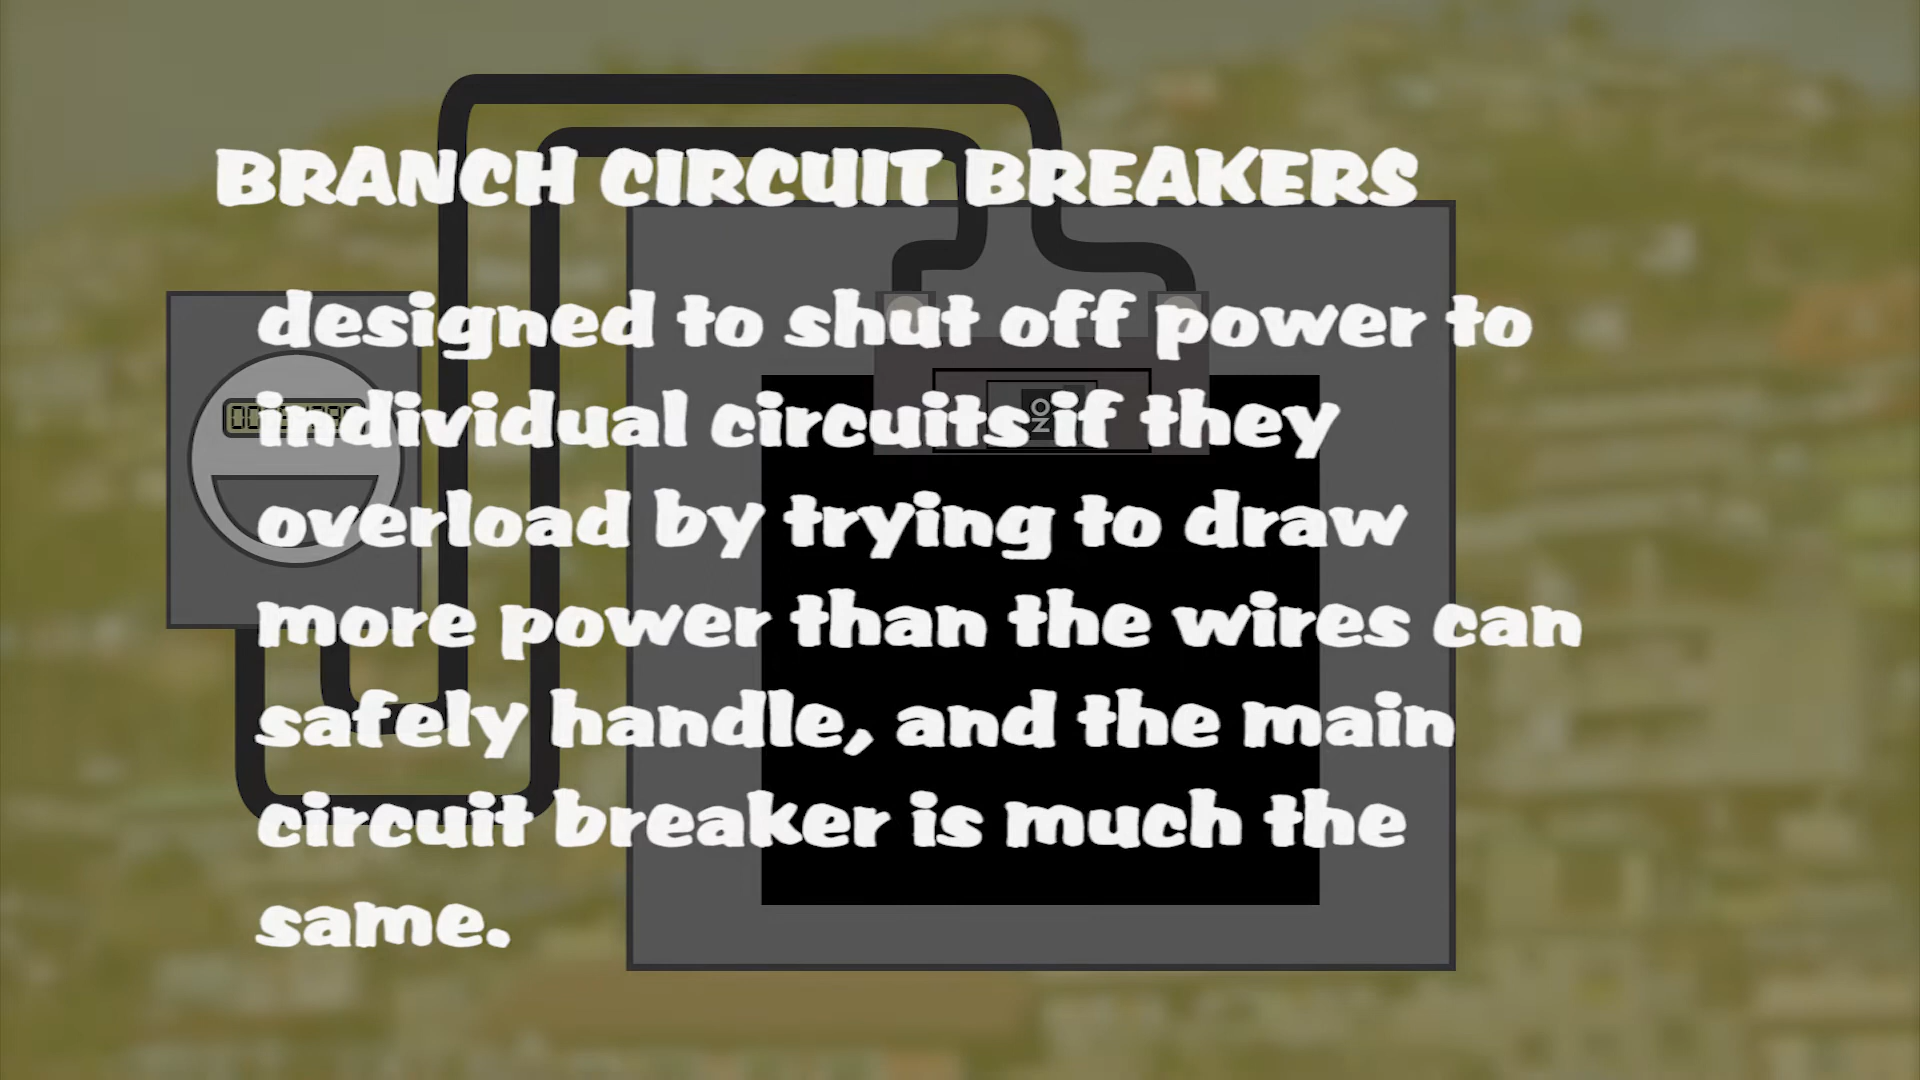 BRANCH CIRCUIT BREAKERS
designed to shut off power to
individual circuits if they
overload by trying to draw
more power than the wires can
safely handle, and the main
circuit breaker is much the
same.
ON